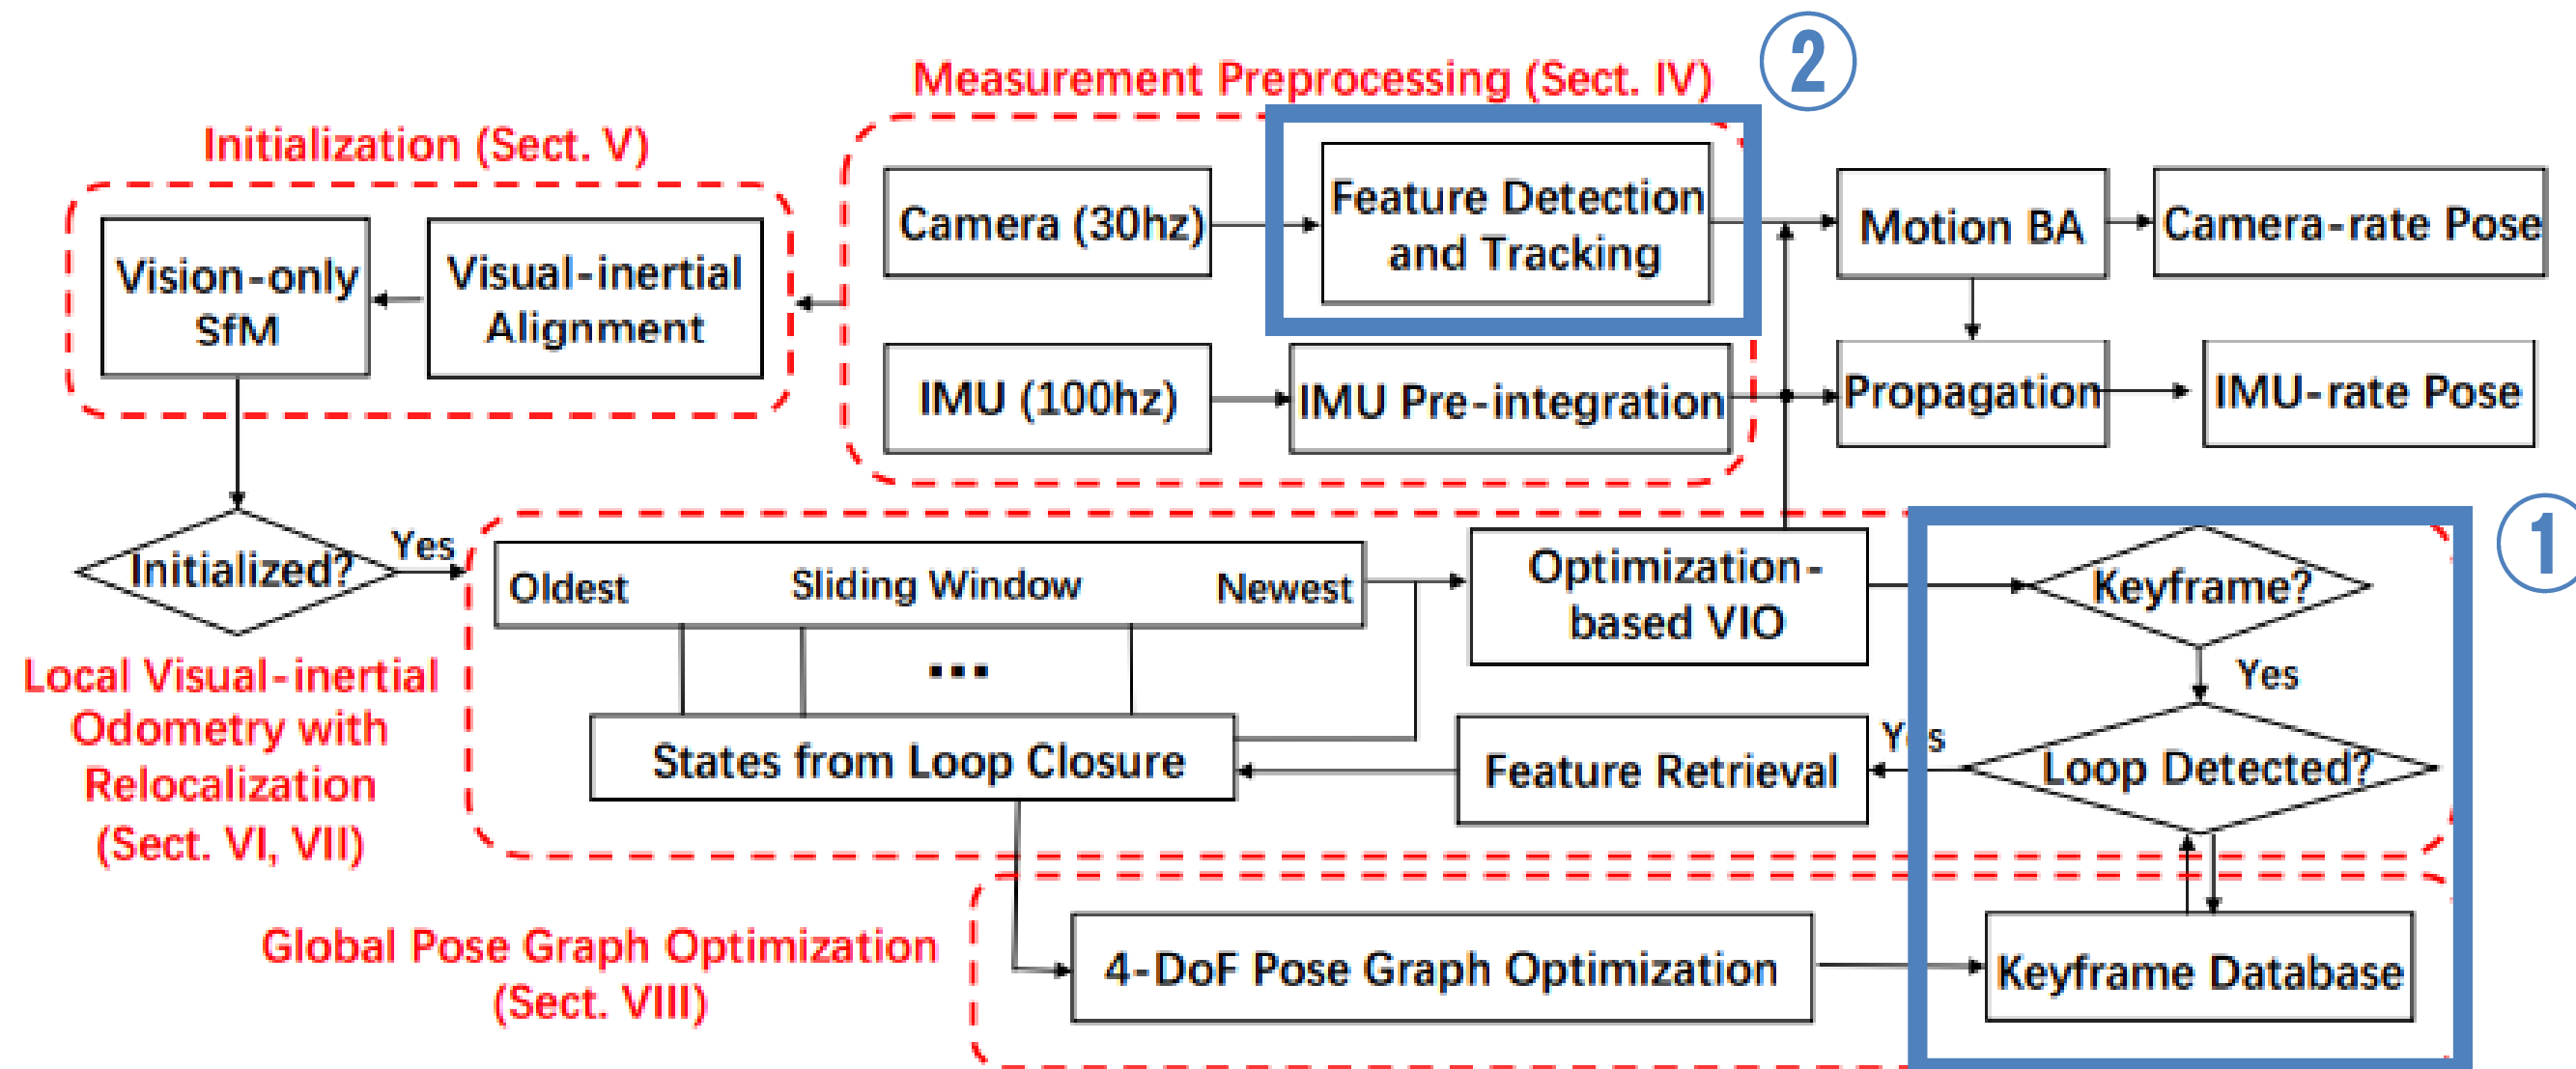 ②
Measurement Preprocessing (Sect. IV)
Initialization (Sect. V)
Camera (30hz)
Feature Detection
and Tracking
Motion BA
Camera-rate Pose
Vision-only
SfM
Visual-inertial
Alignment
IMU (100hz)
IMU Pre-integration
Propagation
IMU-rate Pose
Initialized?
Yes
Oldest
Sliding Window
Newest
Optimization-
based VIO
Keyframe?
①
Yes
Local Visual-inertial
Odometry with
Relocalization
(Sect. VI, VII)
...
States from Loop Closure
Feature Retrieval
Yes
Loop Detected?
Global Pose Graph Optimization
(Sect. VIII)
4-DoF Pose Graph Optimization
Keyframe Database